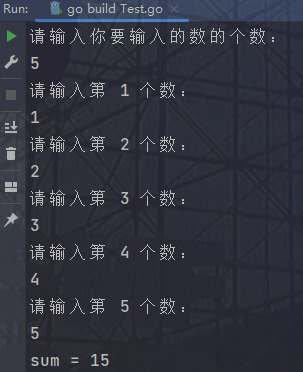 Run: go build Test.go
请输入你要输入的数的个数:
5
请输入第 1 个数:
1
请输入第 2 个数:
2
请输入第 3 个数:
3
请输入第 4 个数:
4
请输入第 5 个数:
5
sum = 15